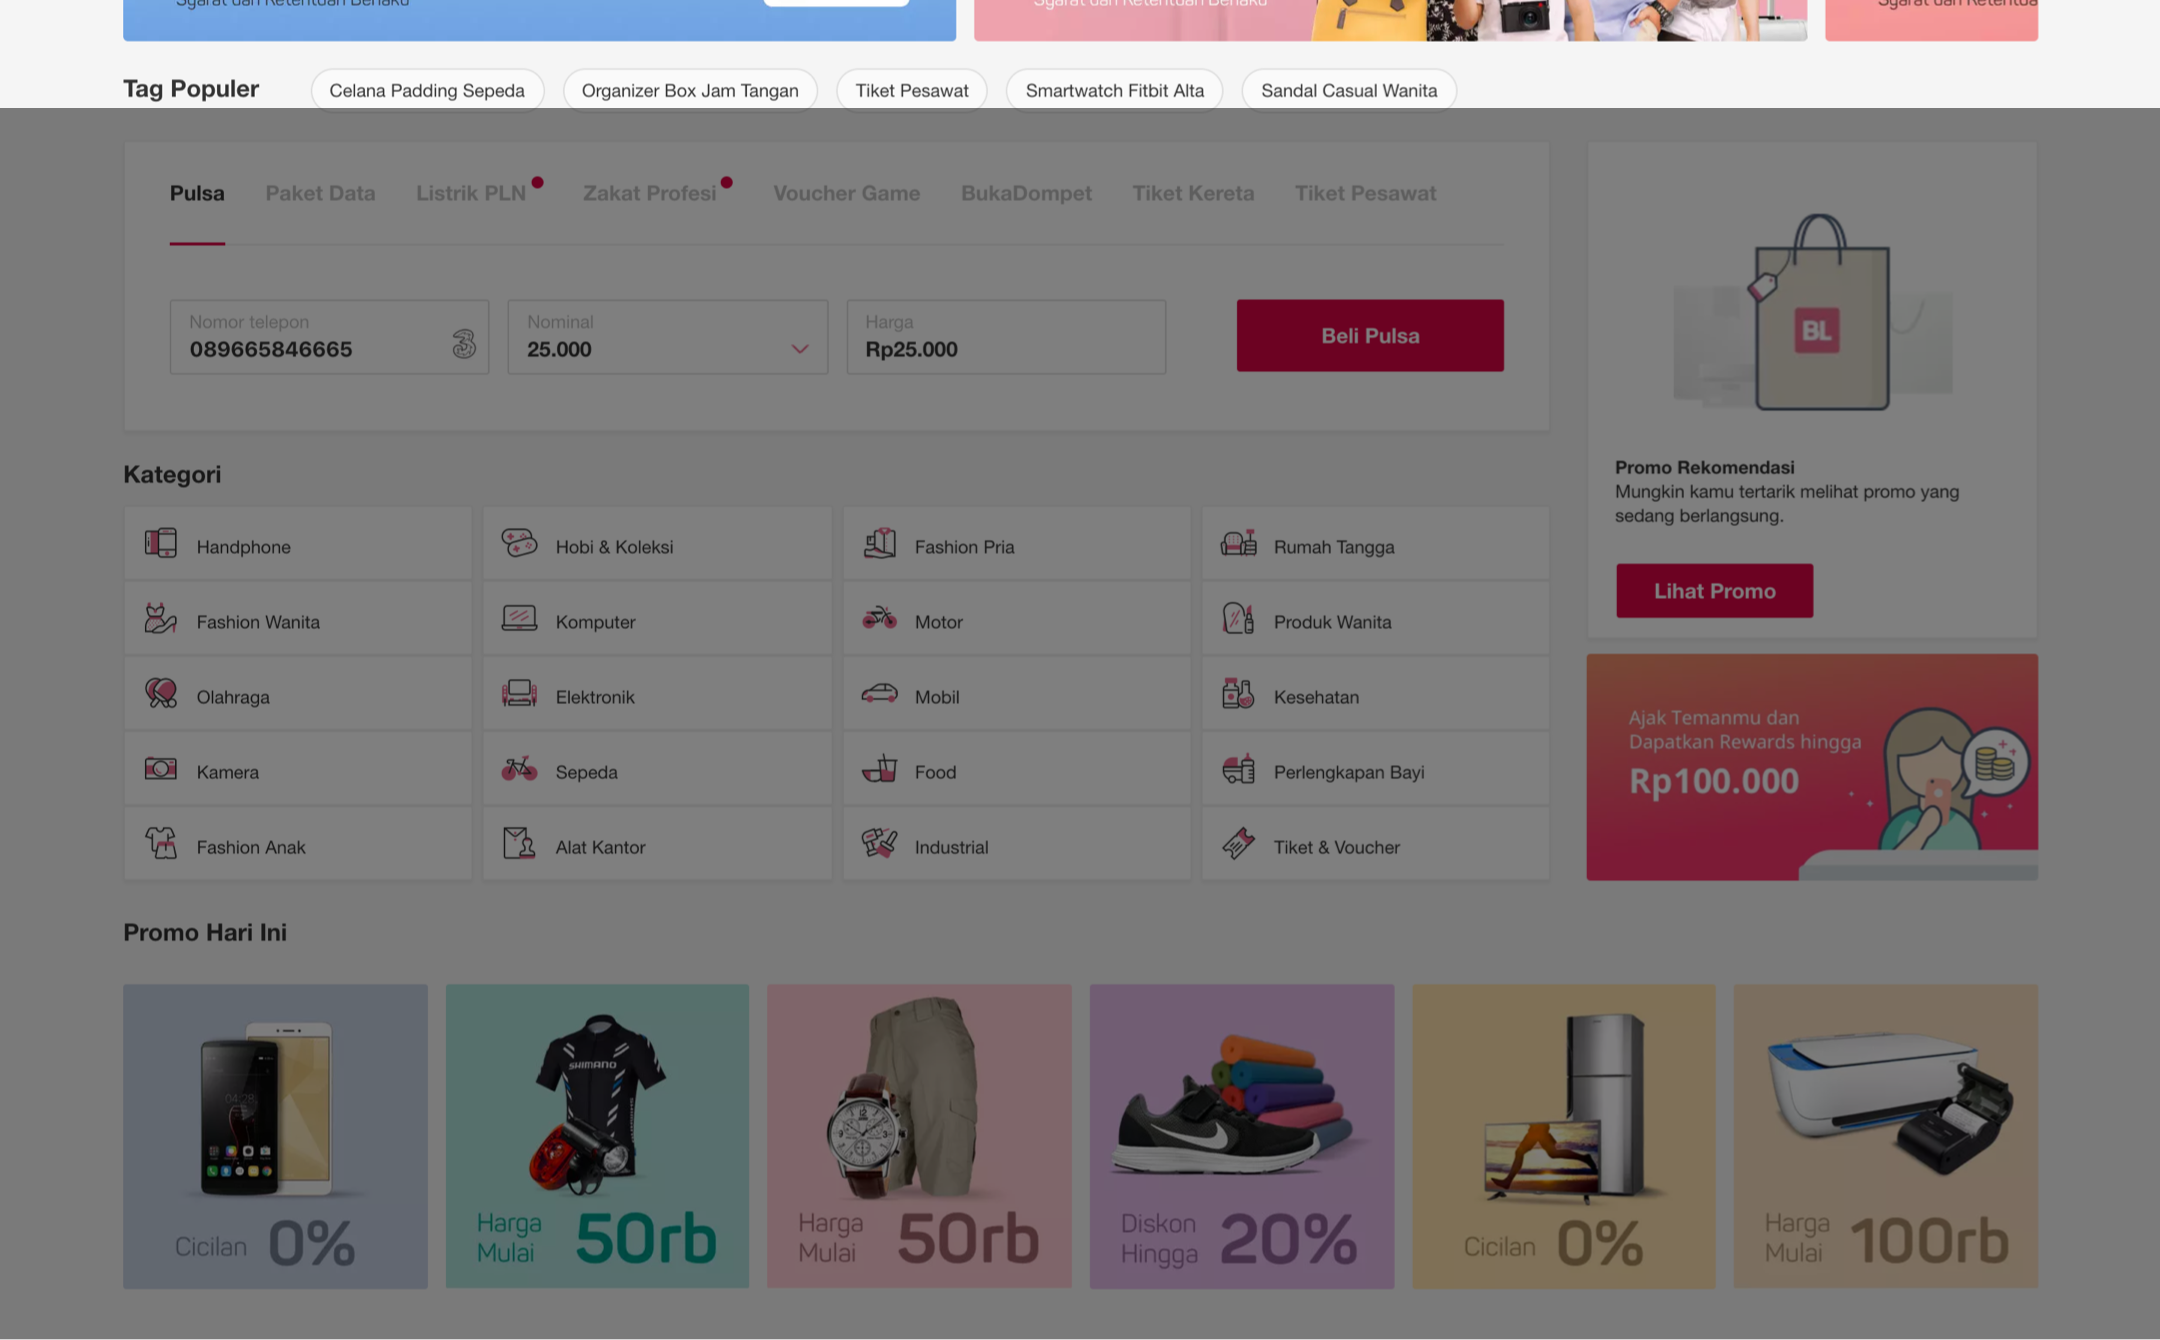 Syarat dan Ketentuan Berlaku
Syarat dan Ketentuan Berlaku
Tag Populer
Celana Padding Sepeda
Organizer Box Jam Tangan
Tiket Pesawat
Smartwatch Fitbit Alta
Sandal Casual Wanita
Pulsa
Paket Data
Listrik PLN
Zakat Profesi
Voucher Game
BukaDompet
Tiket Kereta
Tiket Pesawat
Nomor telepon
089665846665
3
Nominal
25.000
Harga
Rp25.000
Beli Pulsa
BL
Promo Rekomendasi
Mungkin kamu tertarik melihat promo yang
sedang berlangsung.
Lihat Promo
Kategori
Handphone
Hobi & Koleksi
Fashion Pria
Rumah Tangga
Fashion Wanita
Komputer
Motor
Produk Wanita
Olahraga
Elektronik
Mobil
Kesehatan
Kamera
Sepeda
Food
Perlengkapan Bayi
Fashion Anak
Alat Kantor
Industrial
Tiket & Voucher
Ajak Temanmu dan
Dapatkan Rewards hingga
Rp100.000
Promo Hari Ini
04:28
Cicilan 0%
SHIMANO
Harga
Mulai
50rb
Harga
Mulai
50rb
Diskon
Hingga
20%
Cicilan 0%
Harga
Mulai
100rb